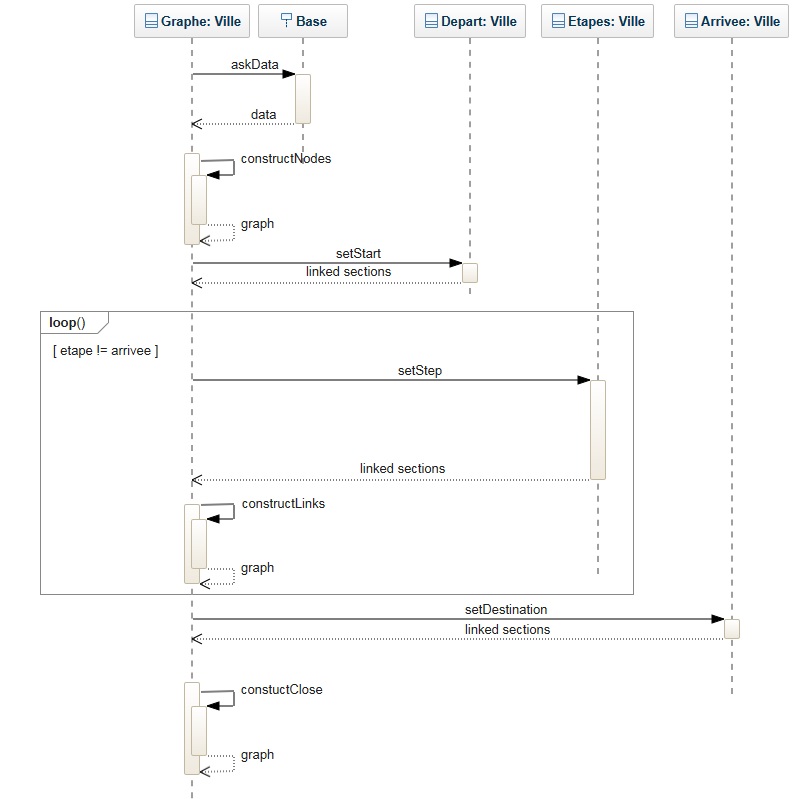 Graphe: Ville
Base
Depart: Ville
Etapes: Ville
Arrivee: Ville
askData
data
constructNodes
graph
setStart
linked sections
loop()
[ etape != arrivee ]
setStep
linked sections
constructLinks
graph
setDestination
linked sections
constuctClose
graph